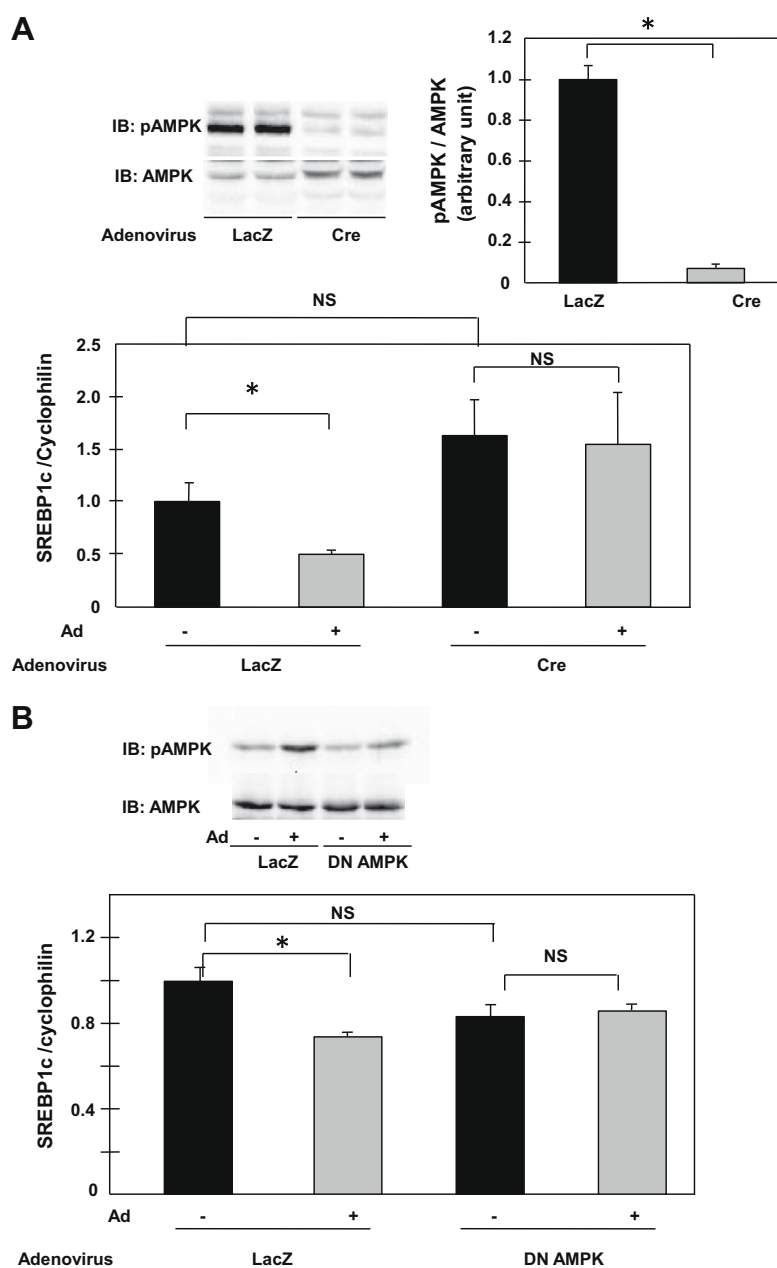 A
*
1.2
1.0
0.8
0.6
0.4
0.2
0
pAMPK / AMPK
(arbitrary unit)
LacZ Cre
IB: pAMPK
IB: AMPK
Adenovirus LacZ Cre
NS
NS
*
2.5
2.0
1.5
1.0
0.5
0
SREBP1c /Cyclophilin
Ad - + - +
Adenovirus LacZ Cre
B
IB: pAMPK
IB: AMPK
Ad - + - +
LacZ DN AMPK
NS
*
NS
1.2
0.8
0.4
0
SREBP1c /cyclophilin
Ad - + - +
Adenovirus LacZ DN AMPK